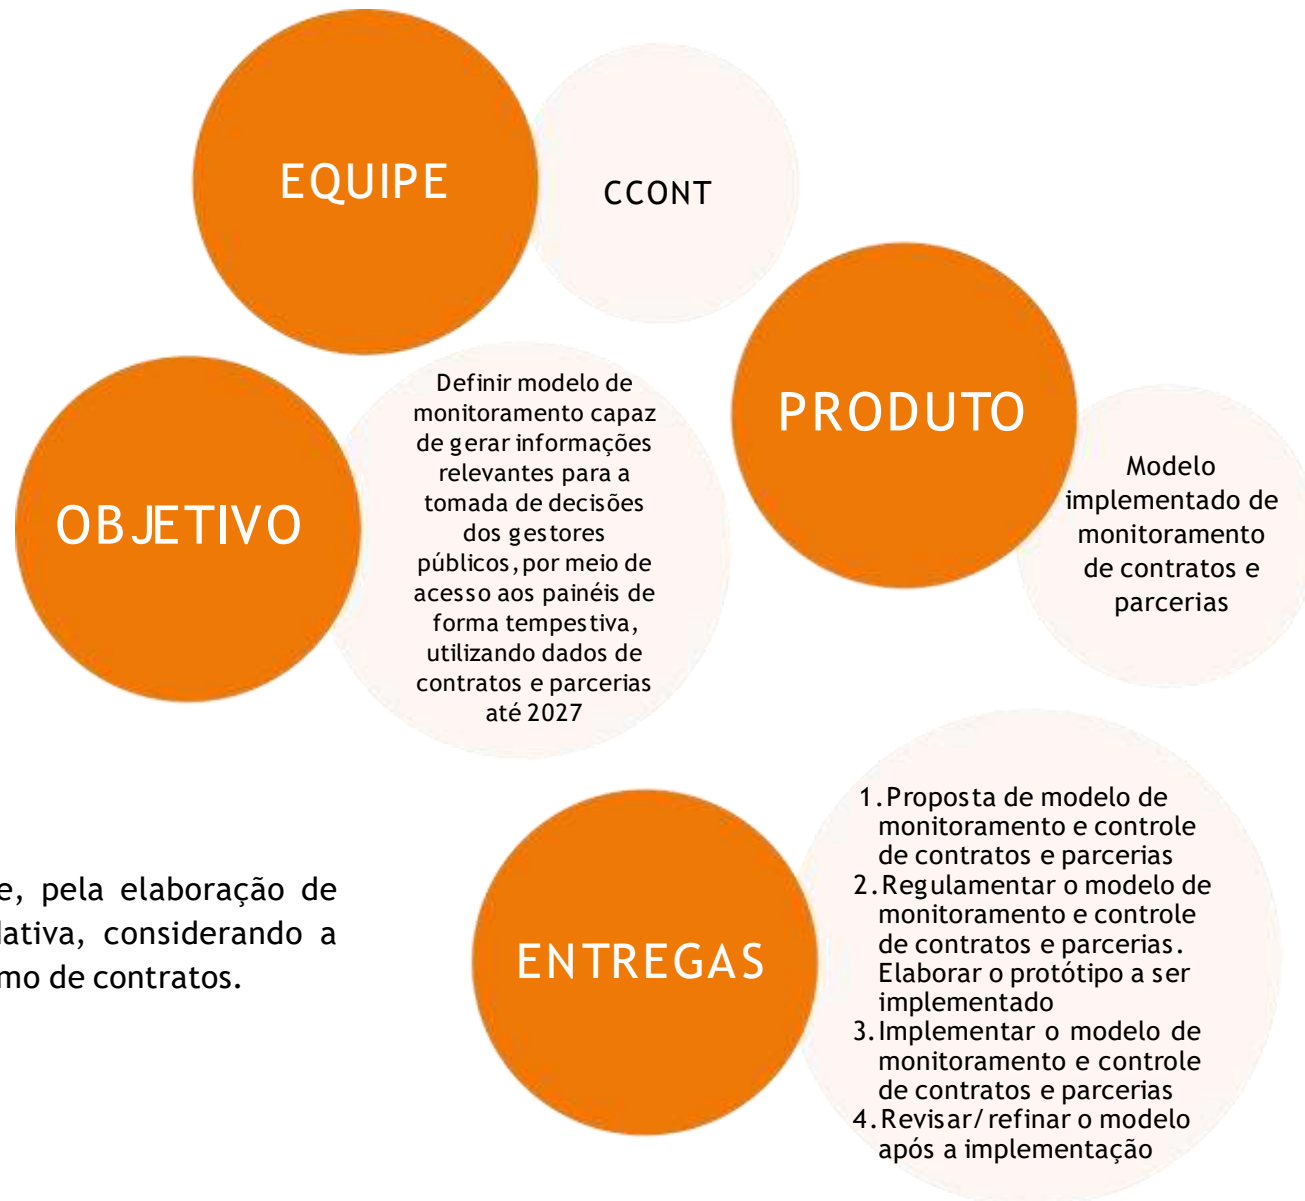 EQUIPE
CCONT
OBJETIVO
Definir modelo de
monitoramento capaz
de gerar informações
relevantes para a
tomada de decisões
dos gestores
públicos, por meio de
acesso aos painéis de
forma tempestiva,
utilizando dados de
contratos e parcerias
até 2027
PRODUTO
Modelo
implementado de
monitoramento
de contratos e
parcerias
e, pela elaboração de
lativa, considerando a
mo de contratos.
ENTREGAS
1.Proposta de modelo de
monitoramento e controle
de contratos e parcerias
2.Regulamentar o modelo de
monitoramento e controle
de contratos e parcerias.
Elaborar o protótipo a ser
implementado
3.Implementar o modelo de
monitoramento e controle
de contratos e parcerias
4.Revisar/refinar o modelo
após a implementação